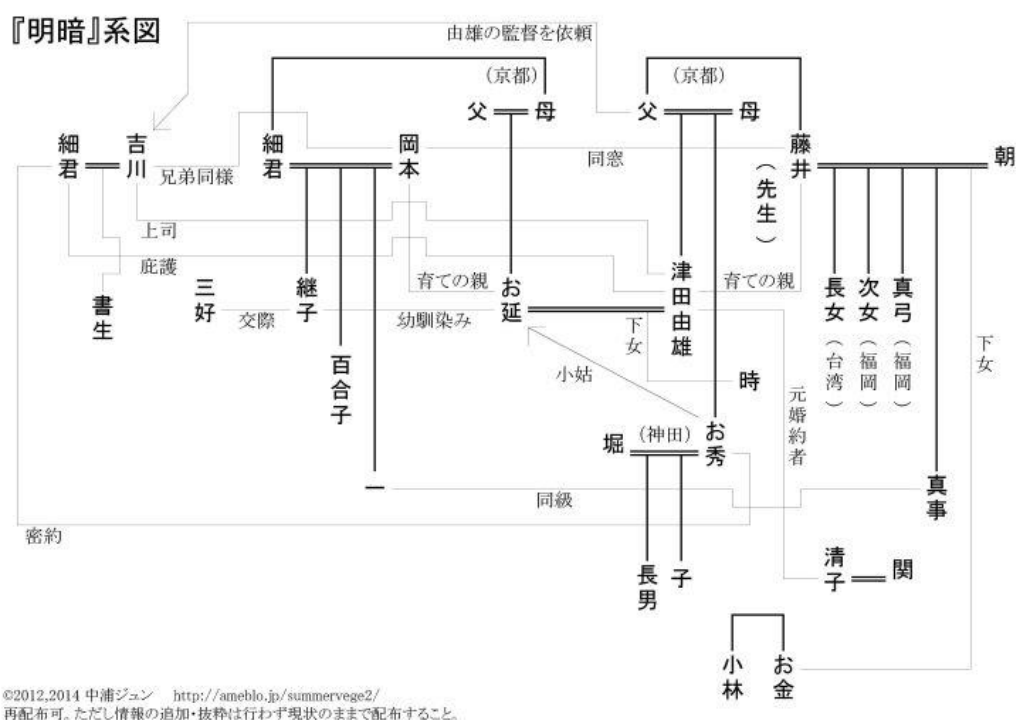 『明暗』系図
由雄の監督を依頼
(京都)
(京都)
父
母
父
母
細君
吉川
細君
岡本
藤井
(先生)
朝
兄弟同様
同窓
上司
庇護
書生
三好
交際
継子
幼馴染み
育ての親
お延
下女
津田由雄
育ての親
長女
(台湾)
次女
(福岡)
真弓
(福岡)
下女
百合子
小姑
時
元婚約者
堀
(神田)
お秀
一
同級
真事
密約
長男
子
清子
関
小林
お金
©2012,2014 中浦ジュン http://ameblo.jp/summervege2/
再配布可。ただし情報の追加・抜粋は行わず現状のままで配布すること。